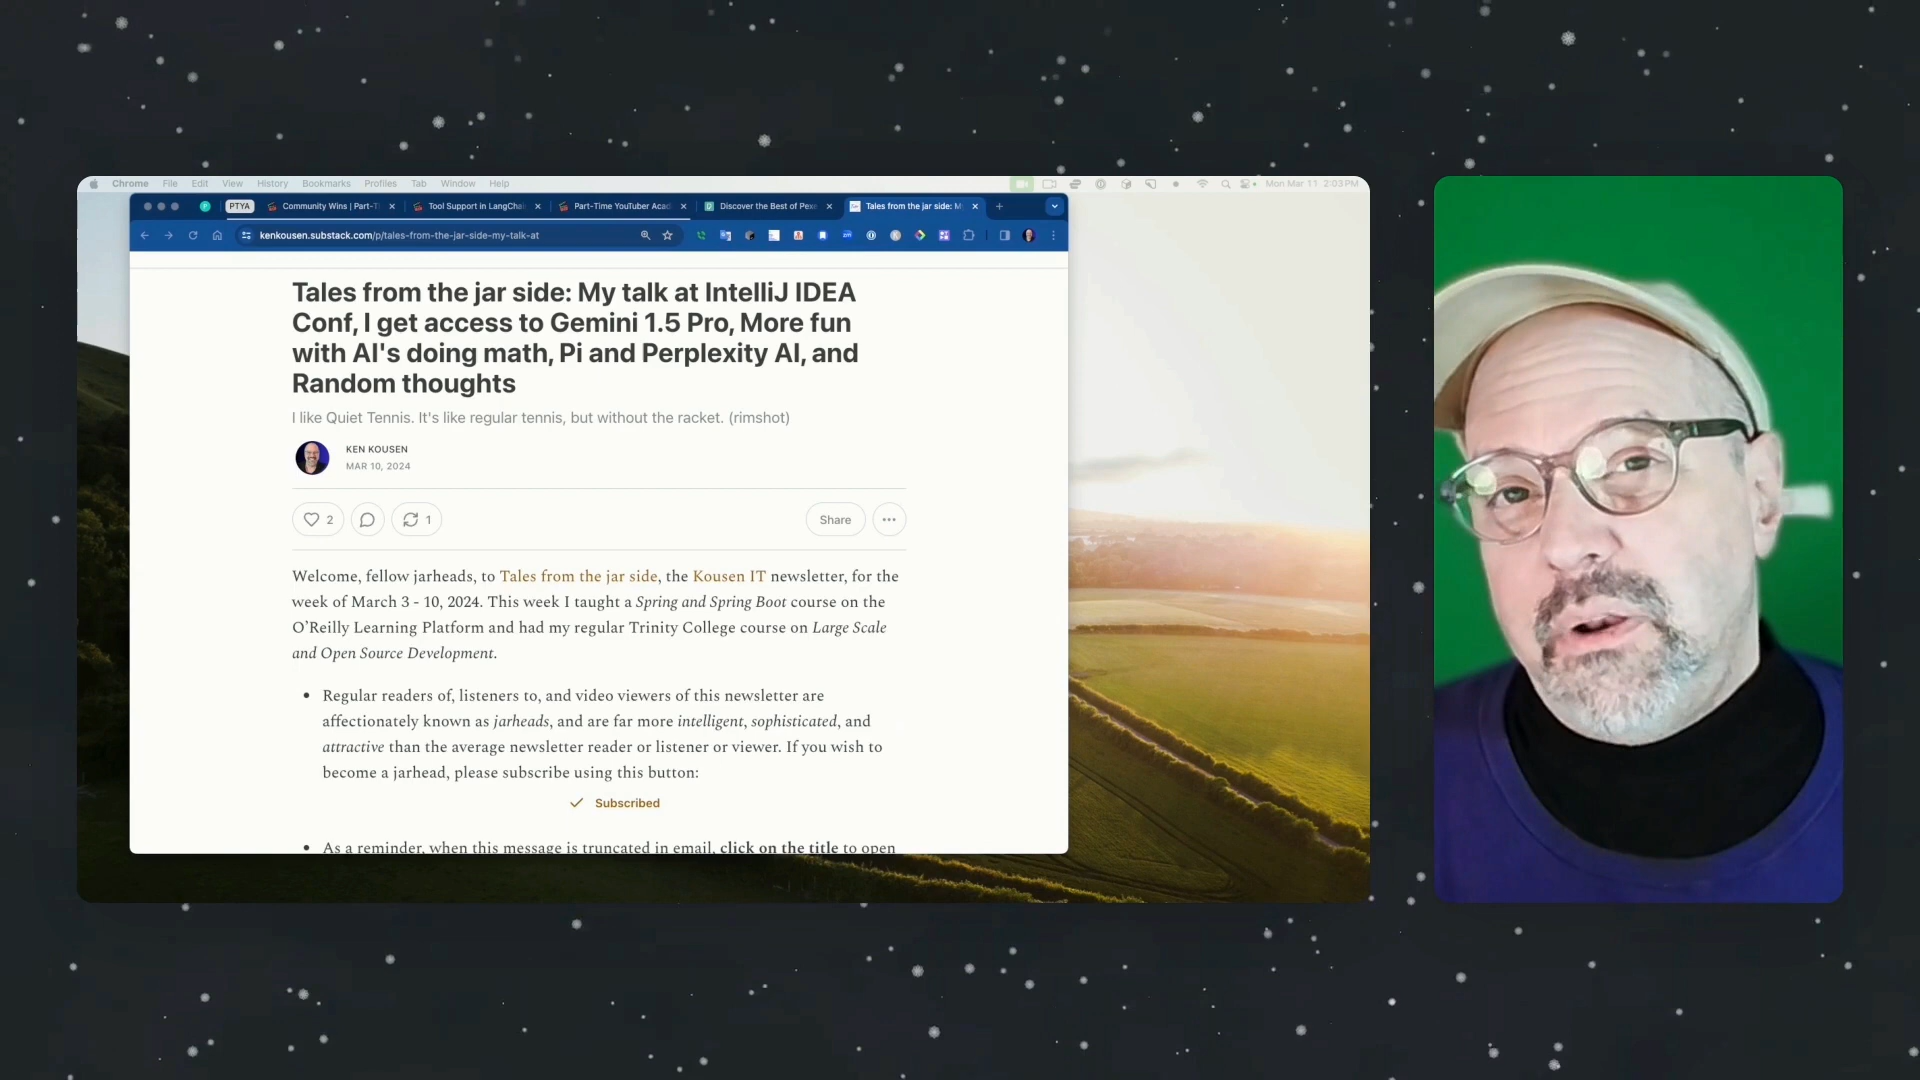 Chrome File Edit View History Bookmarks Profiles Tab Window Help
Mon Mar 11 2:03 PM
PTYA
Community Wins | Part-T
Tool Support in LangCha
Part-Time YouTuber Acad
Discover the Best of Pexe
Tales from the jar side: M
kenkousen.substack.com/p/tales-from-the-jar-side-my-talk-at
Tales from the jar side: My talk at IntelliJ IDEA
Conf, I get access to Gemini 1.5 Pro, More fun
with AI's doing math, Pi and Perplexity AI, and
Random thoughts
I like Quiet Tennis. It's like regular tennis, but without the racket. (rimshot)
KEN KOUSEN
MAR 10, 2024
2
1
Share
Welcome, fellow jarheads, to Tales from the jar side, the Kousen IT newsletter, for the
week of March 3 - 10, 2024. This week I taught a Spring and Spring Boot course on the
O’Reilly Learning Platform and had my regular Trinity College course on Large Scale
and Open Source Development.
• Regular readers of, listeners to, and video viewers of this newsletter are
affectionately known as jarheads, and are far more intelligent, sophisticated, and
attractive than the average newsletter reader or listener or viewer. If you wish to
become a jarhead, please subscribe using this button:
Subscribed
• As a reminder, when this message is truncated in email, click on the title to open